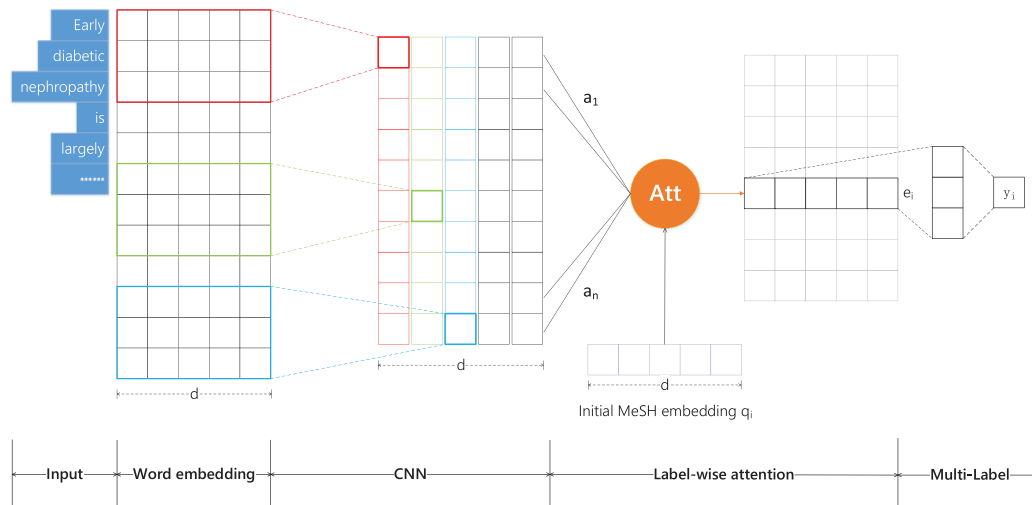 Early
diabetic
nephropathy
is
largely
......
a1
an
Att
ei
yi
d
d
d
Initial MeSH embedding qi
Input
Word embedding
CNN
Label-wise attention
Multi-Label